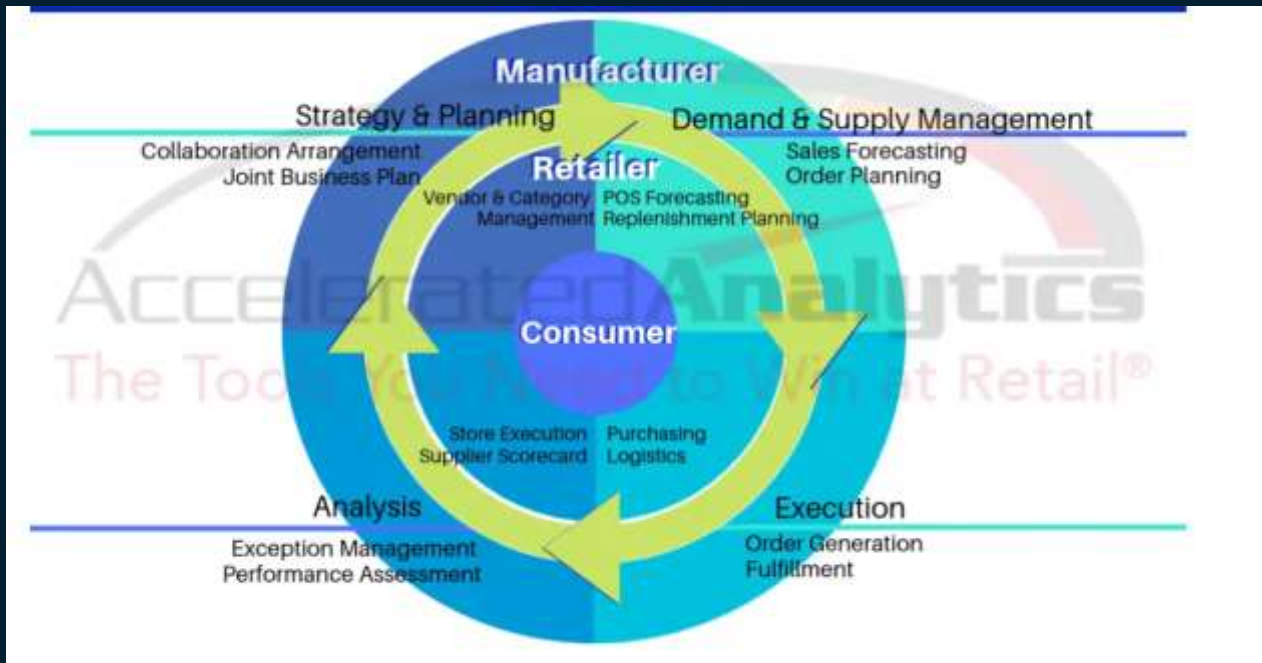 Manufacturer
Strategy & Planning
Collaboration Arrangement
Joint Business Plan
Demand & Supply Management
Sales Forecasting
Order Planning
Retailer
Vendor & Category
Management
POS Forecasting
Replenishment Planning
AcceleratedAnalytics
The Tools You Need to Win at Retail®
Consumer
Store Execution
Supplier Scorecard
Purchasing
Logistics
Analysis
Exception Management
Performance Assessment
Execution
Order Generation
Fulfillment